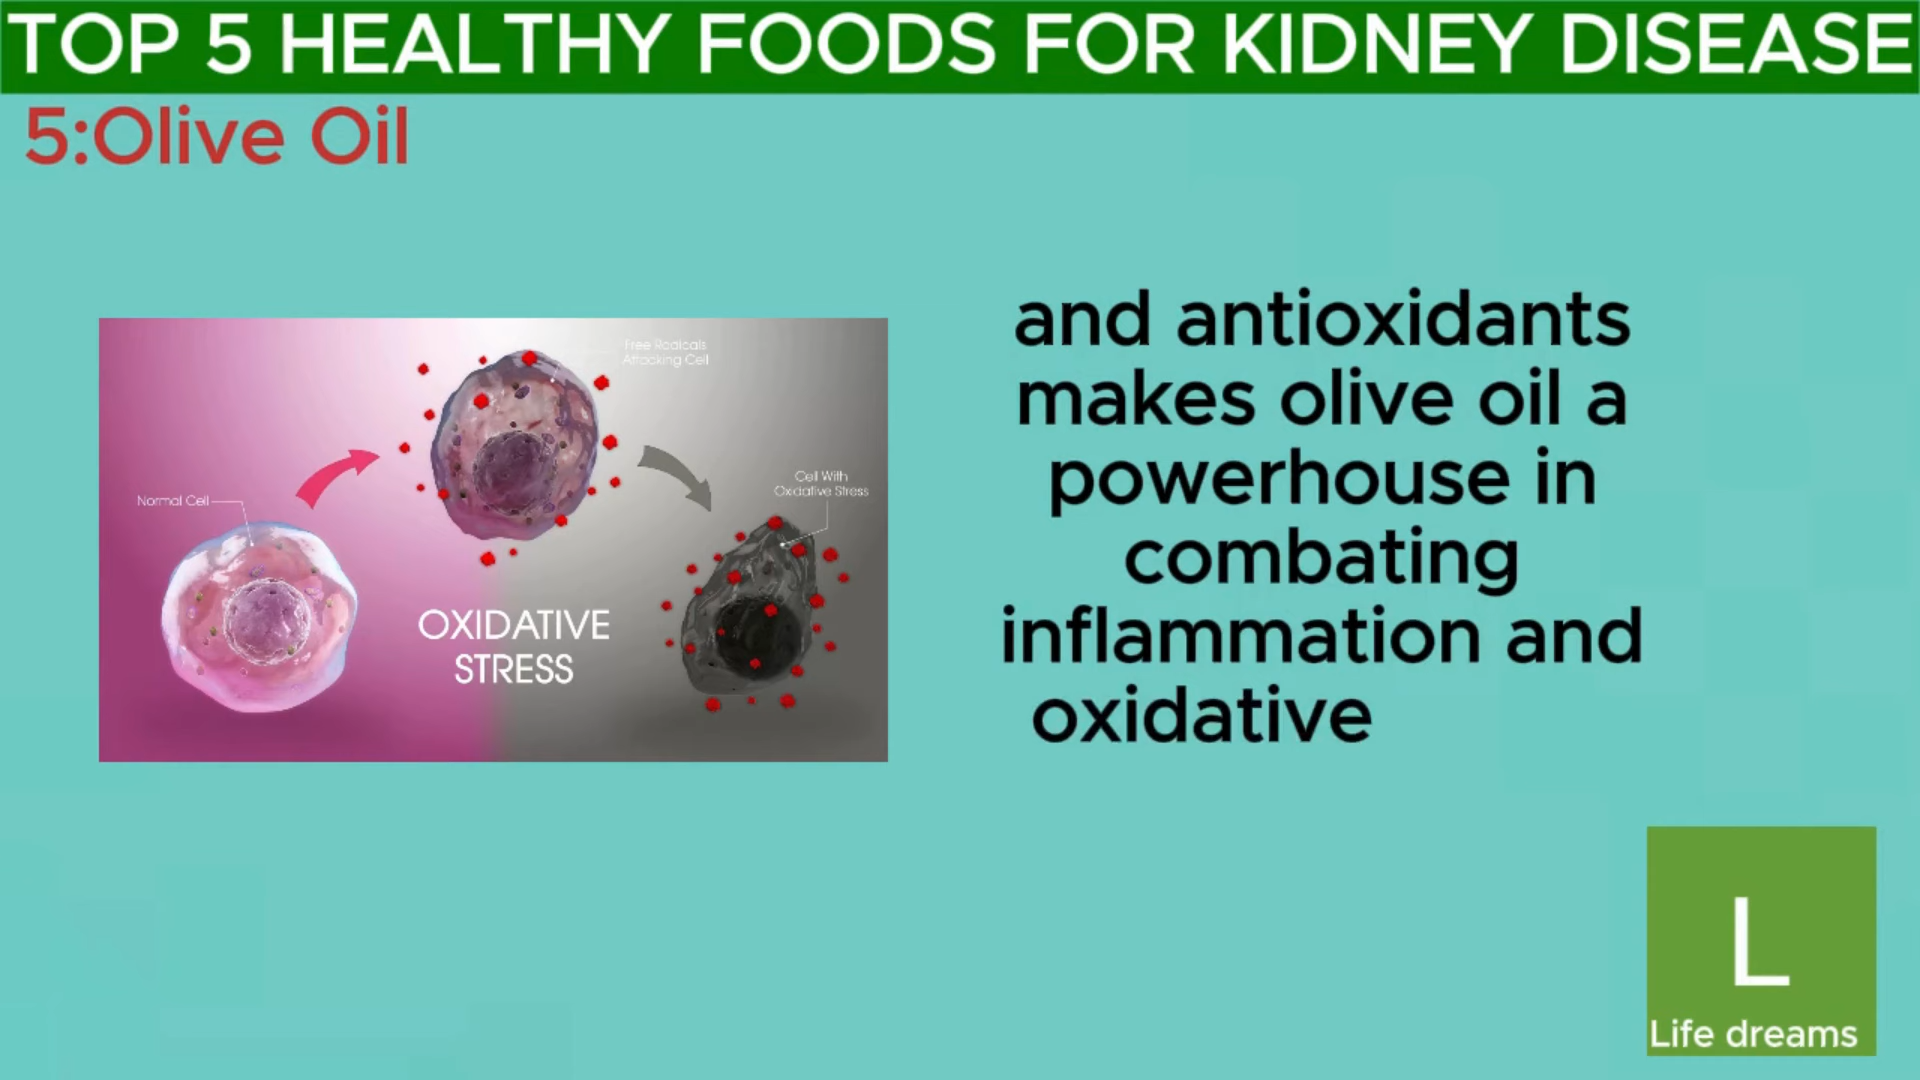 TOP 5 HEALTHY FOODS FOR KIDNEY DISEASE
5:Olive Oil
Free Radicals
Attacking Cell
Normal Cell
Cell With
Oxidative Stress
OXIDATIVE
STRESS
and antioxidants
makes olive oil a
powerhouse in
combating
inflammation and
oxidative
L
Life dreams